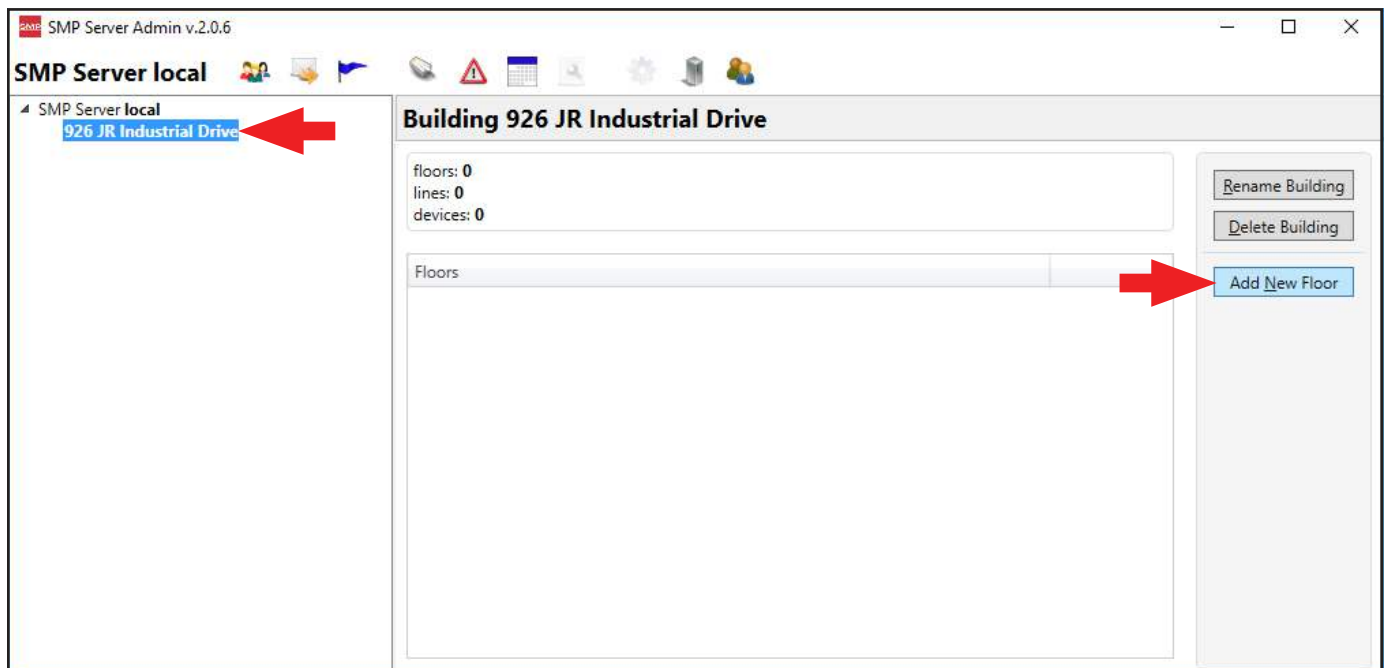 SMP SMP Server Admin v.2.0.6
SMP Server local
SMP Server local
926 JR Industrial Drive
Building 926 JR Industrial Drive
floors: 0
lines: 0
devices: 0
Floors
Rename Building
Delete Building
Add New Floor